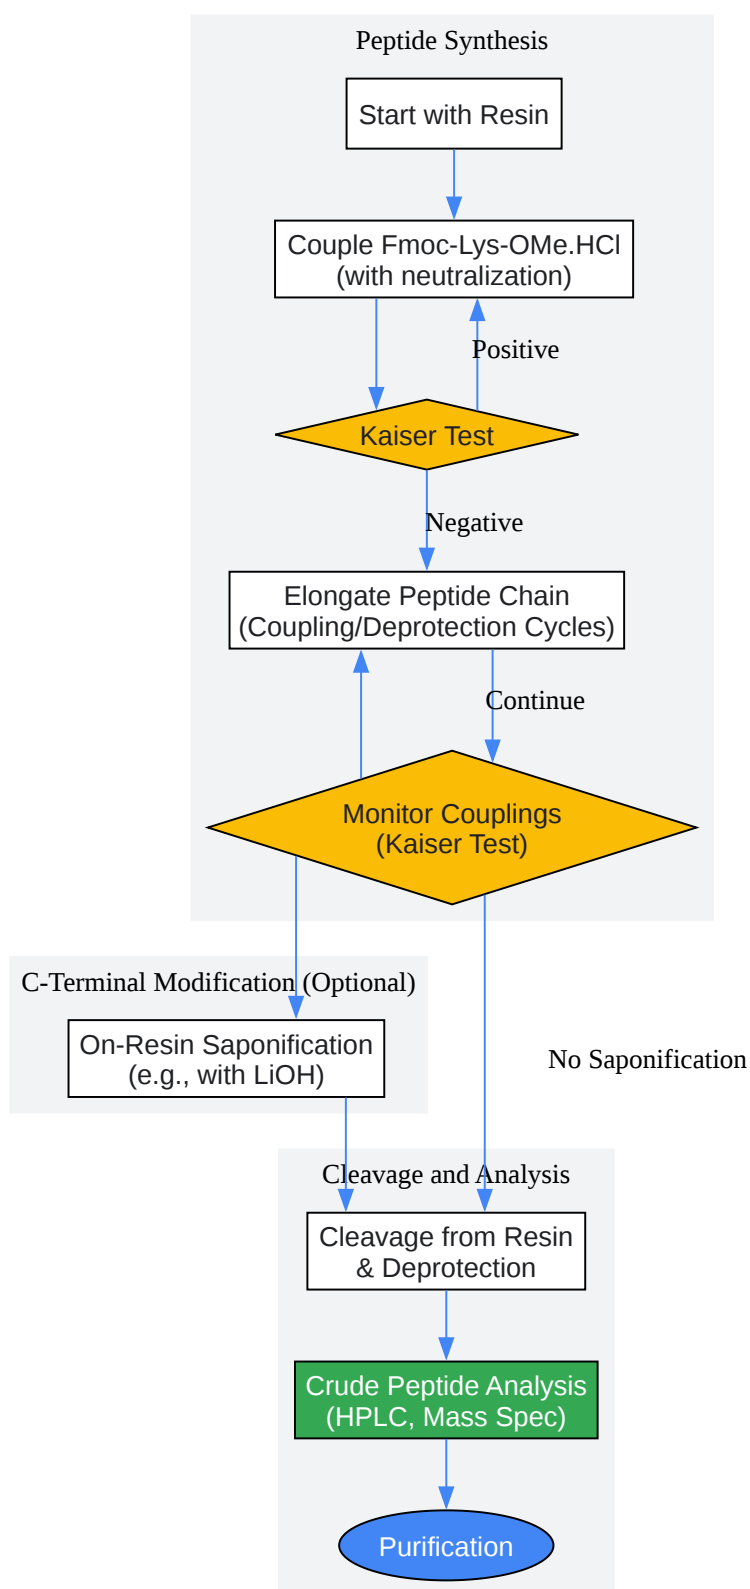 Peptide Synthesis
Start with Resin
Couple Fmoc-Lys-OMe.HCl
(with neutralization)
Positive
Kaiser Test
Negative
Elongate Peptide Chain
(Coupling/Deprotection Cycles)
Continue
Monitor Couplings
(Kaiser Test)
C-Terminal Modification (Optional)
On-Resin Saponification
(e.g., with LiOH)
No Saponification
Cleavage and Analysis
Cleavage from Resin
& Deprotection
Crude Peptide Analysis
(HPLC, Mass Spec)
Purification